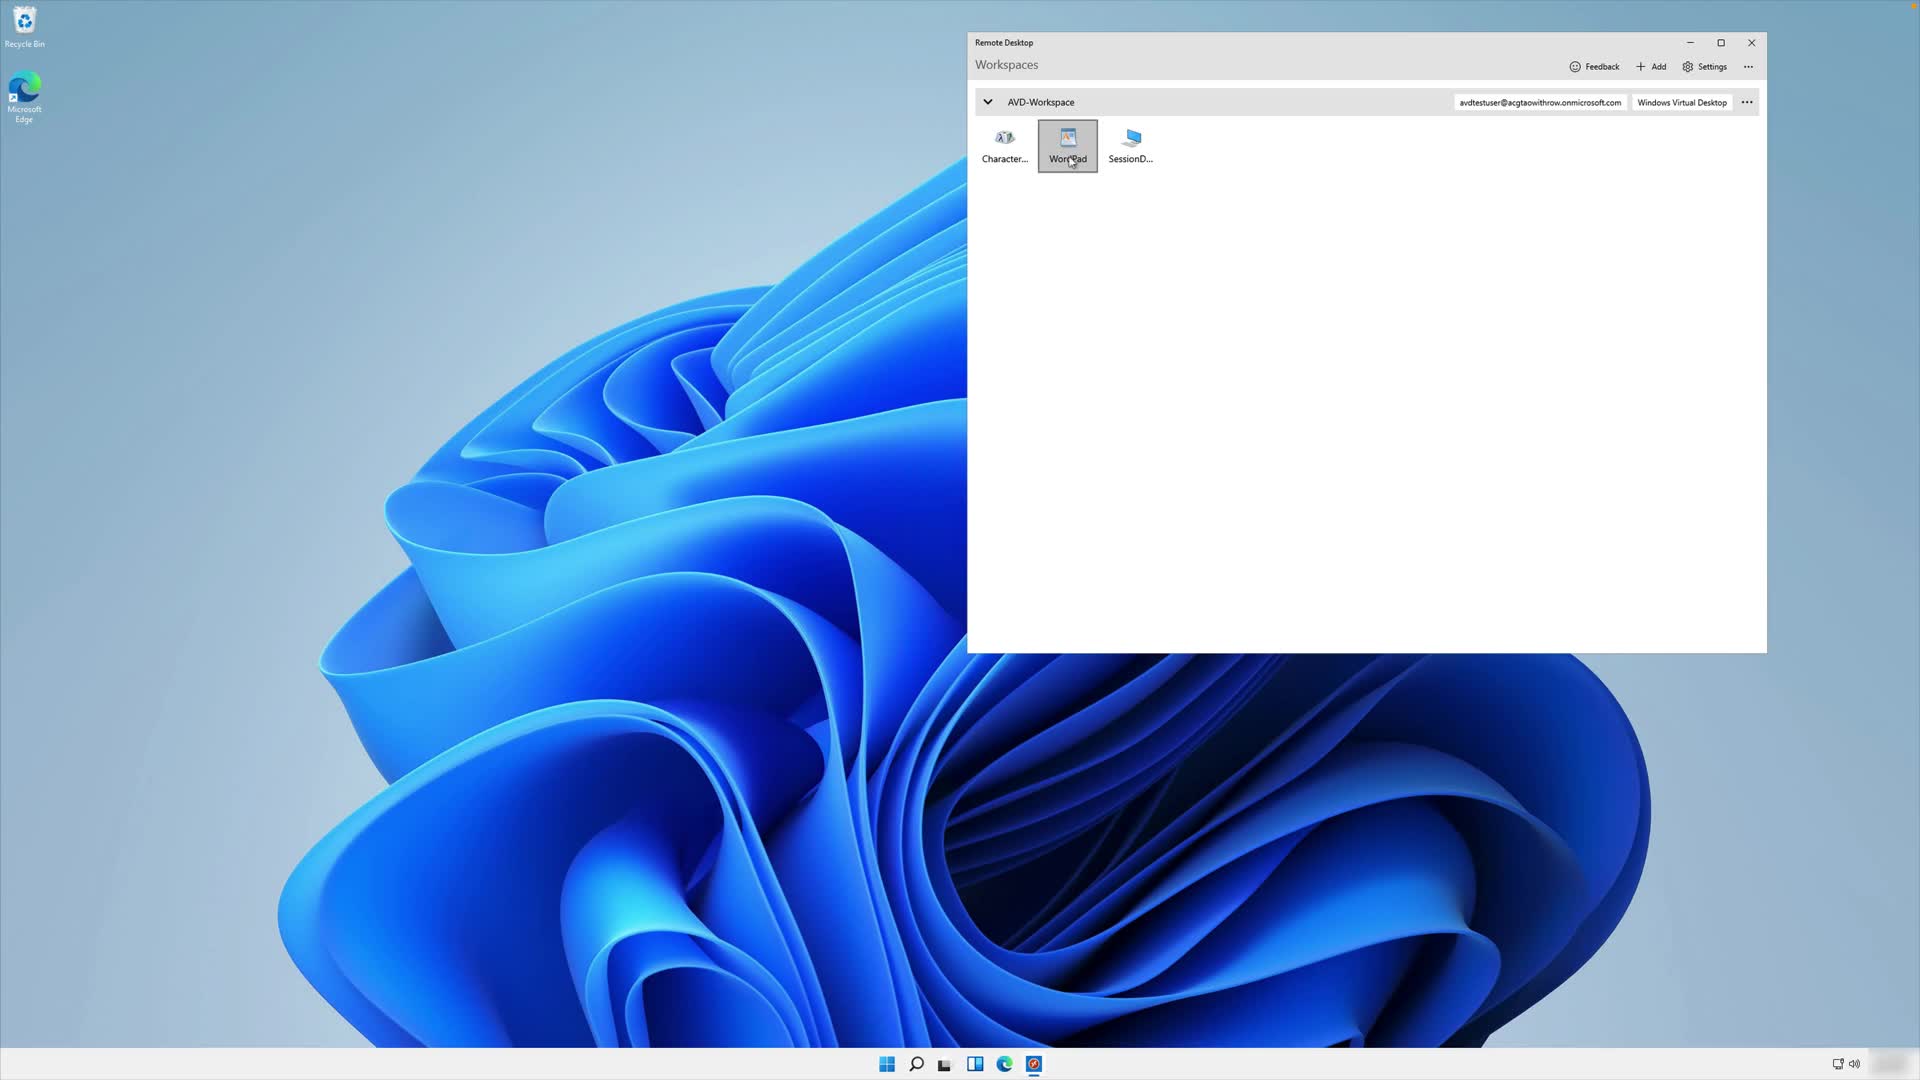 Recycle Bin
Microsoft
Edge
Remote Desktop
Workspaces
Feedback
Add
Settings
AVD-Workspace
avdtestuser@acgtaowithrow.onmicrosoft.com
Windows Virtual Desktop
Character...
WordPad
SessionD...